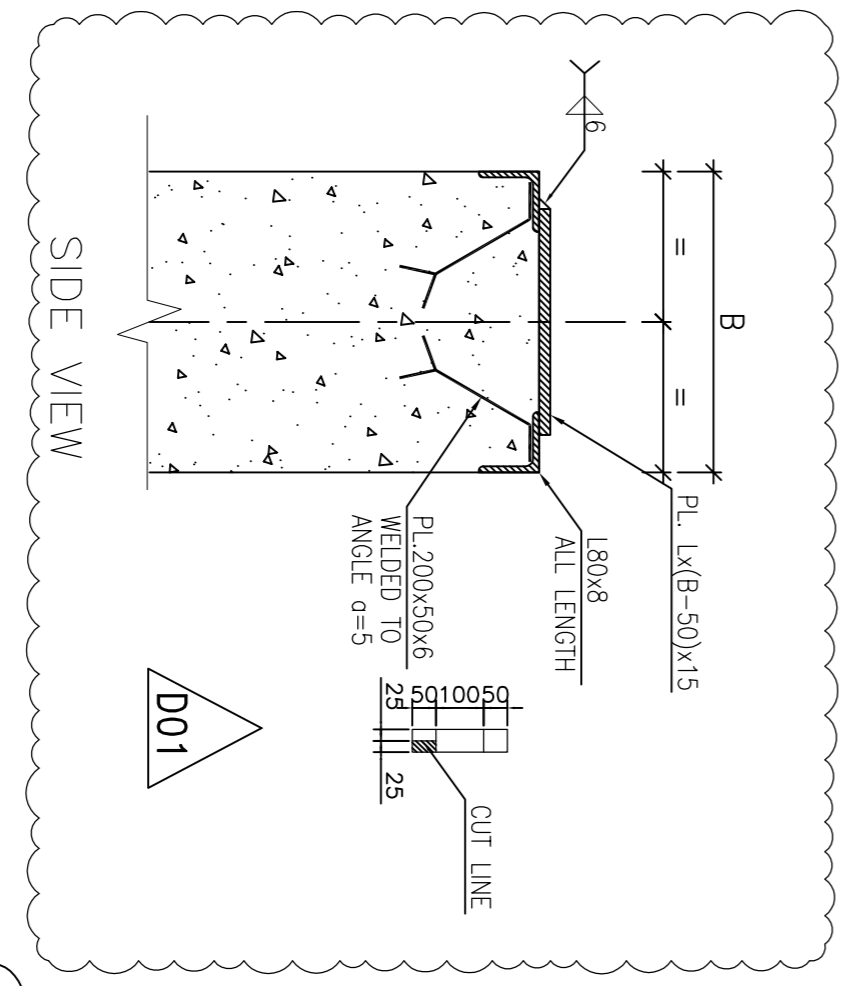 6
=
=
B
PL. Lx(B-50)x15
L80x8
ALL LENGTH
PL.200x50x6
WELDED TO
ANGLE a=5
50
100
50
25
25
CUT LINE
D01
SIDE VIEW